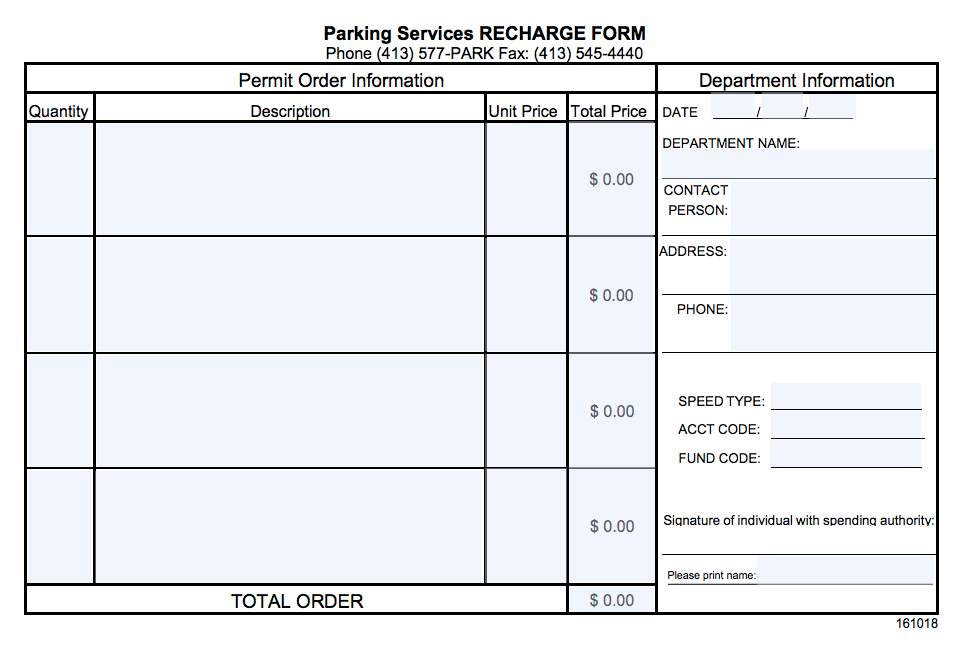 Parking Services RECHARGE FORM
Phone (413) 577-PARK Fax: (413) 545-4440
Permit Order Information
Quantity Description Unit Price Total Price
$ 0.00
$ 0.00
$ 0.00
$ 0.00
TOTAL ORDER $ 0.00
Department Information
DATE / /
DEPARTMENT NAME:
CONTACT
PERSON:
ADDRESS:
PHONE:
SPEED TYPE:
ACCT CODE:
FUND CODE:
Signature of individual with spending authority:
Please print name:
161018